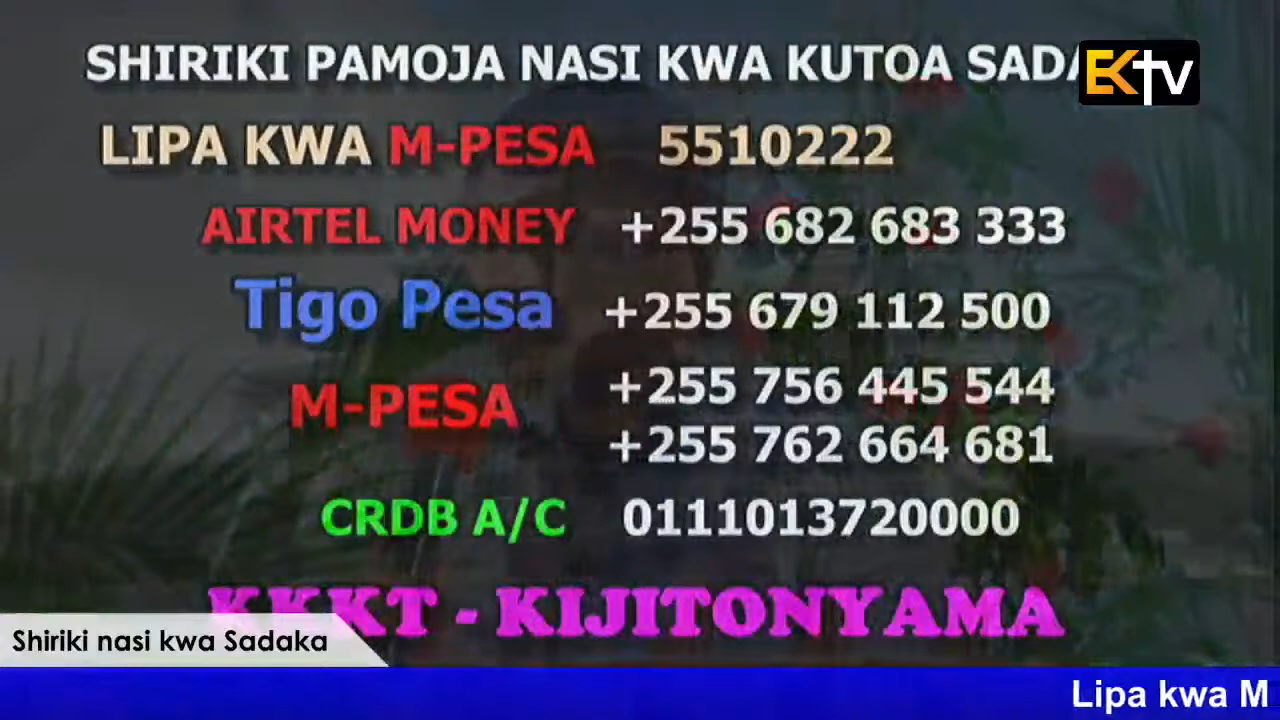 SHIRIKI PAMOJA NASI KWA KUTOA
EKTV
LIPA KWA M-PESA 5510222
AIRTEL MONEY +255 682 683 333
Tigo Pesa +255 679 112 500
M-PESA +255 756 445 544
+255 762 664 681
CRDB A/C 0111013720000
KKKT - KIJITONYAMA
Shiriki nasi kwa Sadaka
Lipa kwa M